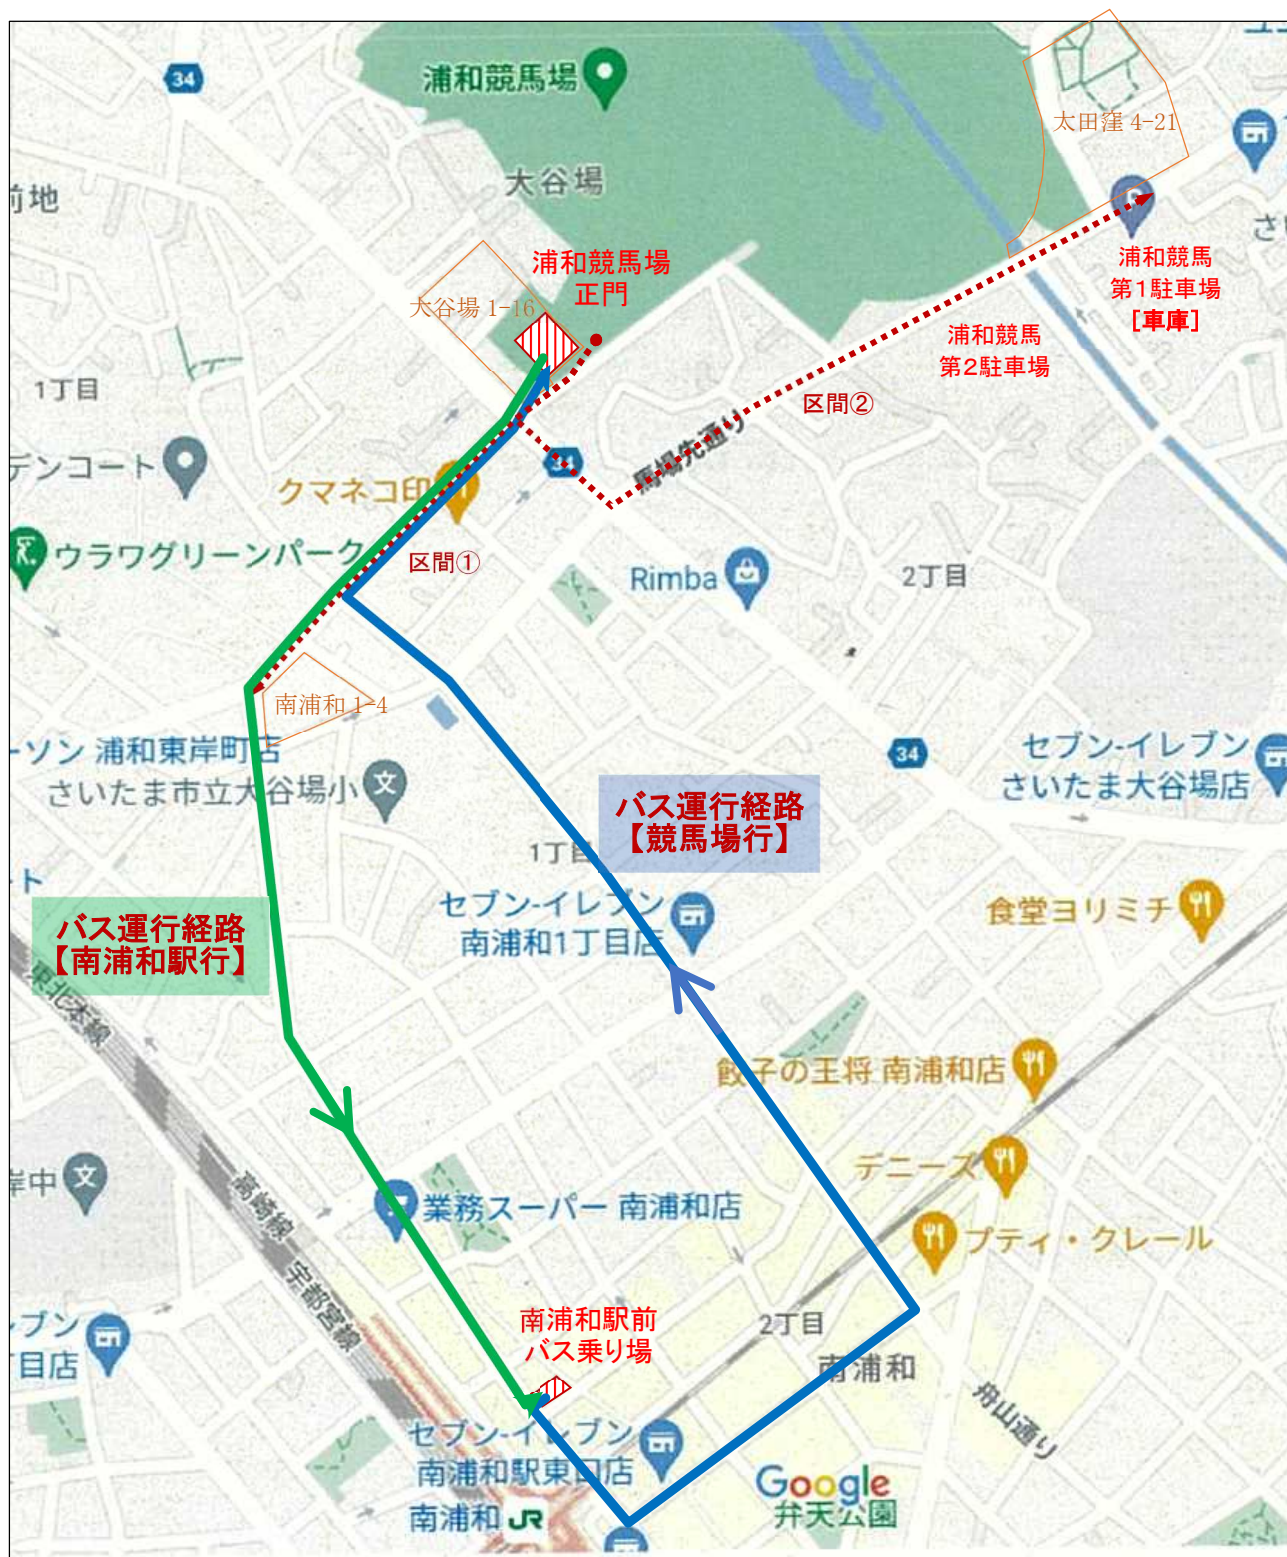 34
浦和競馬場
太田窪 4-21
大谷場
前地
浦和競馬場
正門
浦和競馬
第1駐車場
[車庫]
大谷場 1-16
浦和競馬
第2駐車場
1丁目
区間②
馬場先通り
デンコート
34
クマネコ印
ウラワグリーンパーク
区間①
Rimba
2丁目
南浦和 1-4
ーソン 浦和東岸町店
さいたま市立大谷場小
文
34
セブン-イレブン
さいたま大谷場店
バス運行経路
【競馬場行】
1丁目
セブン-イレブン
南浦和1丁目店
食堂ヨリミチ
ート
バス運行経路
【南浦和駅行】
東北本線
餃子の王将 南浦和店
デニーズ
岸中
文
高崎線
業務スーパー 南浦和店
プティ・クレール
宇都宮線
南浦和駅前
バス乗り場
2丁目
南浦和
ブン
目店
舟山通り
セブン-イレブン
南浦和駅東口店
Google
弁天公園
南浦和 JR